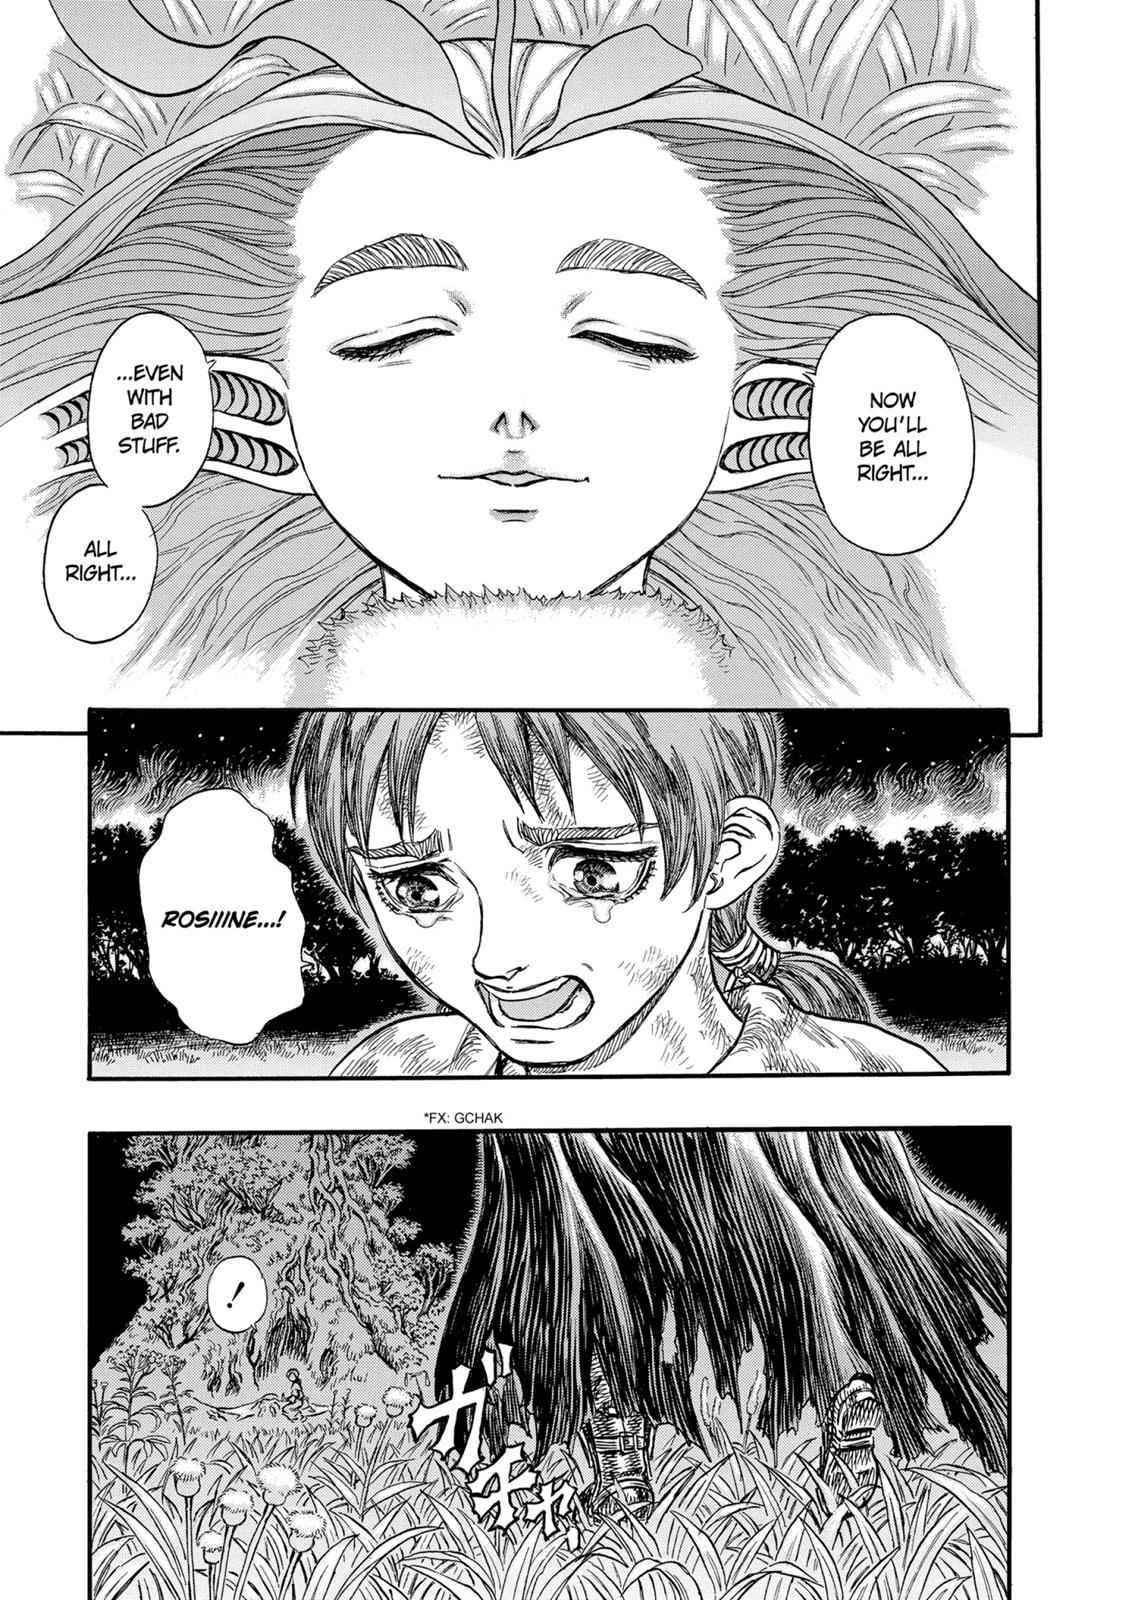 NOW
YOU'LL
BE ALL
RIGHT...
...EVEN
WITH
BAD
STUFF.
ALL
RIGHT...
ROSIIINE...!
*FX: GCHAK
!
ガチャ